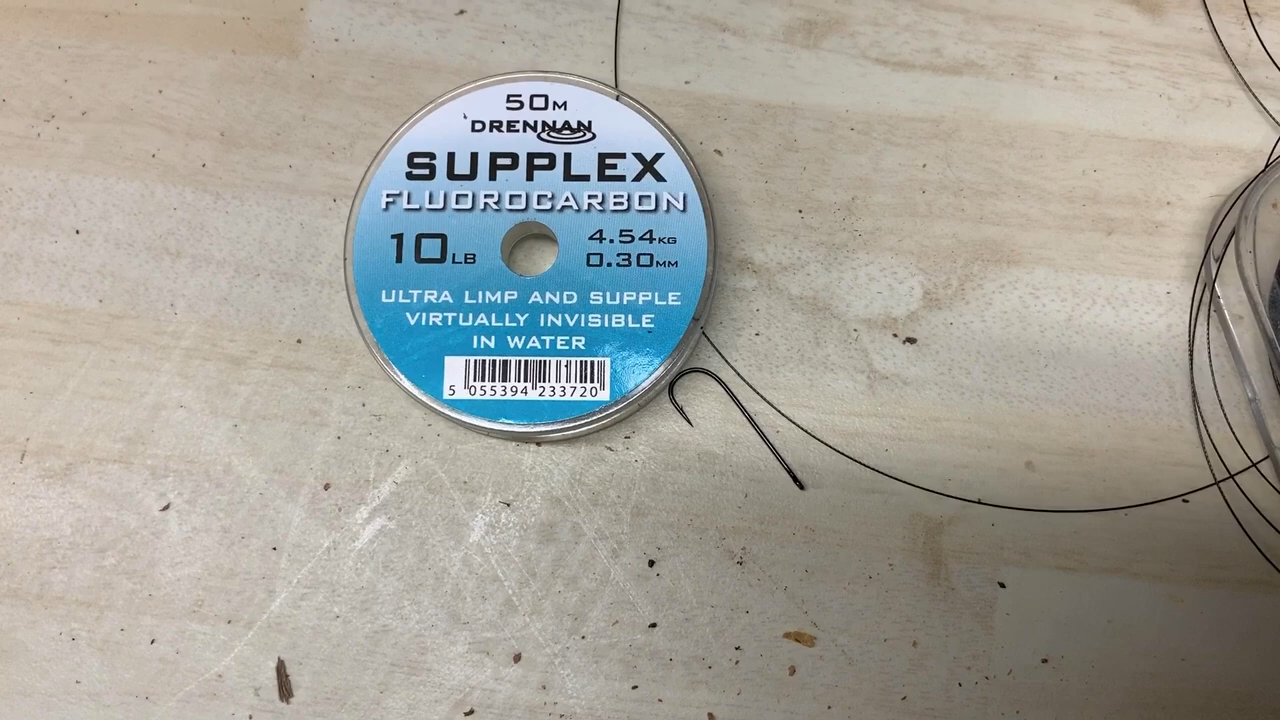 50M
DRENNAN
SUPPLEX
FLUOROCARBON
10LB
4.54KG
0.30MM
ULTRA LIMP AND SUPPLE
VIRTUALLY INVISIBLE
IN WATER
5 055394 233720